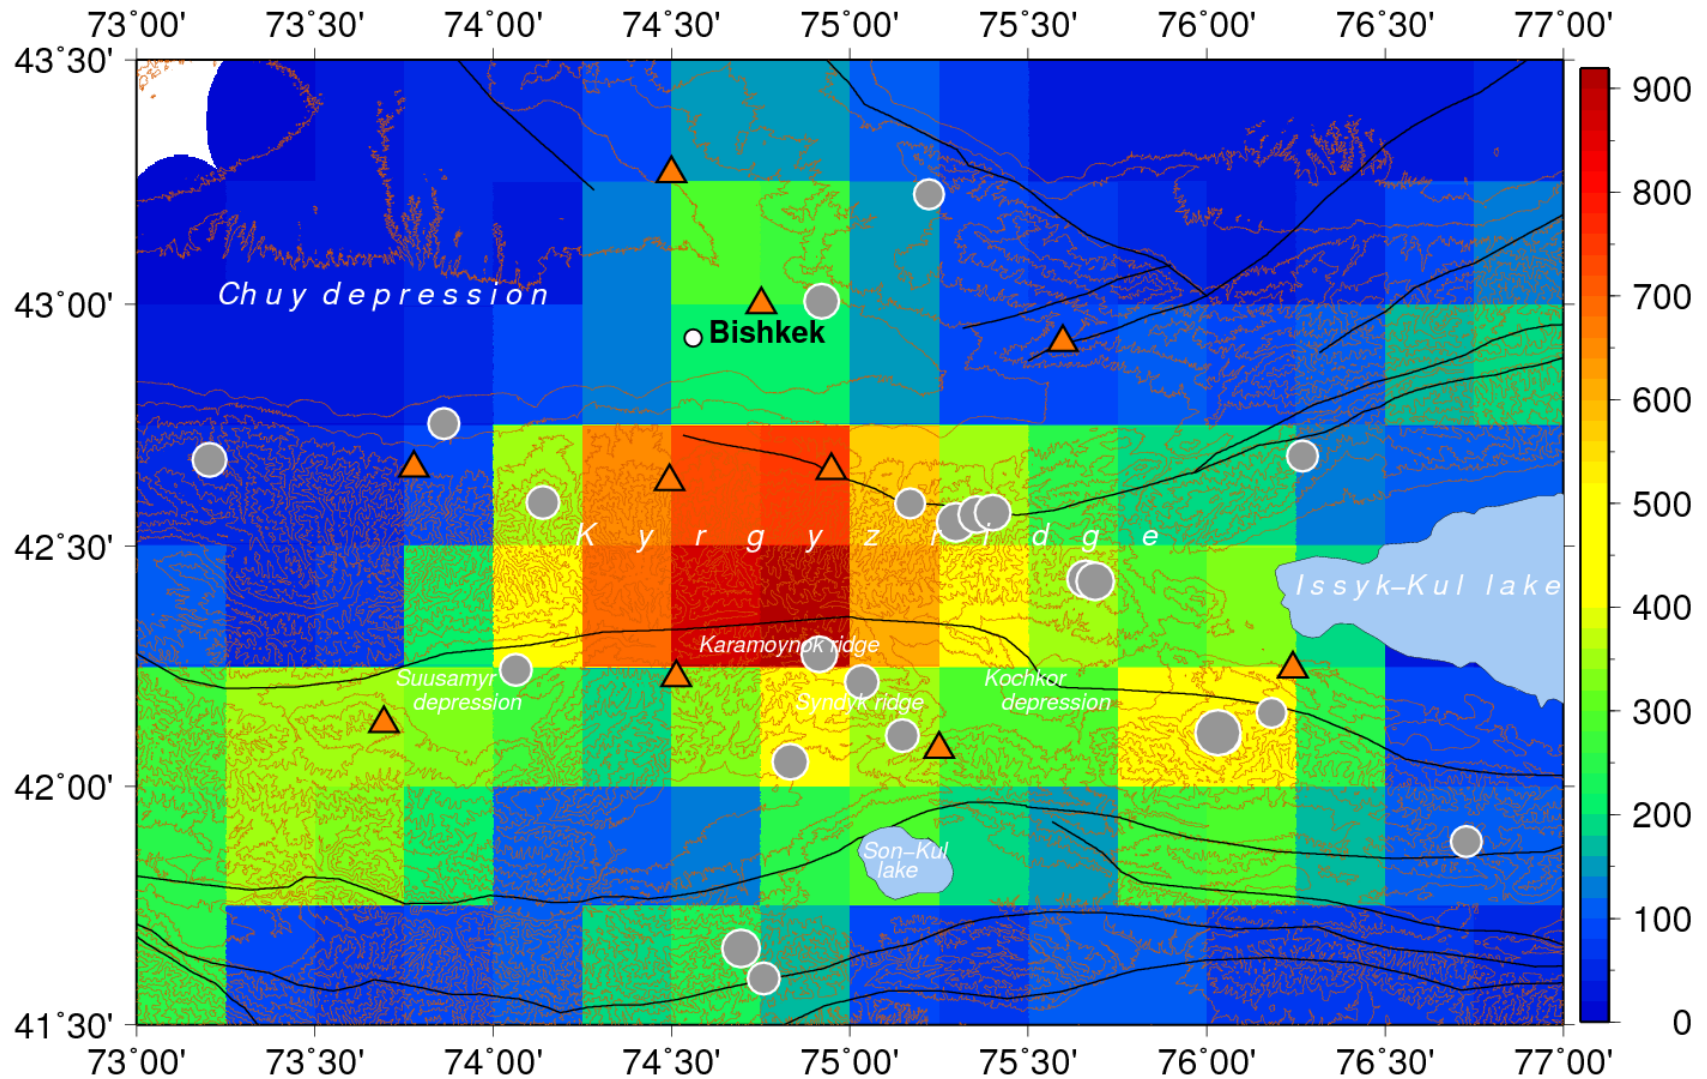 73˚00' 73˚30' 74˚00' 74˚30' 75˚00' 75˚30' 76˚00' 76˚30' 77˚00'
43˚30'
900
800
700
43˚00'
Chuy depression
Bishkek
600
500
42˚30'
Kyrgyz ridge
Issyk–Kul lake
400
Karamoynok ridge
Suusamyr
depression
Kochkor
depression
Syndyk ridge
300
42˚00'
200
Son–Kul
lake
100
41˚30'
0
73˚00' 73˚30' 74˚00' 74˚30' 75˚00' 75˚30' 76˚00' 76˚30' 77˚00'